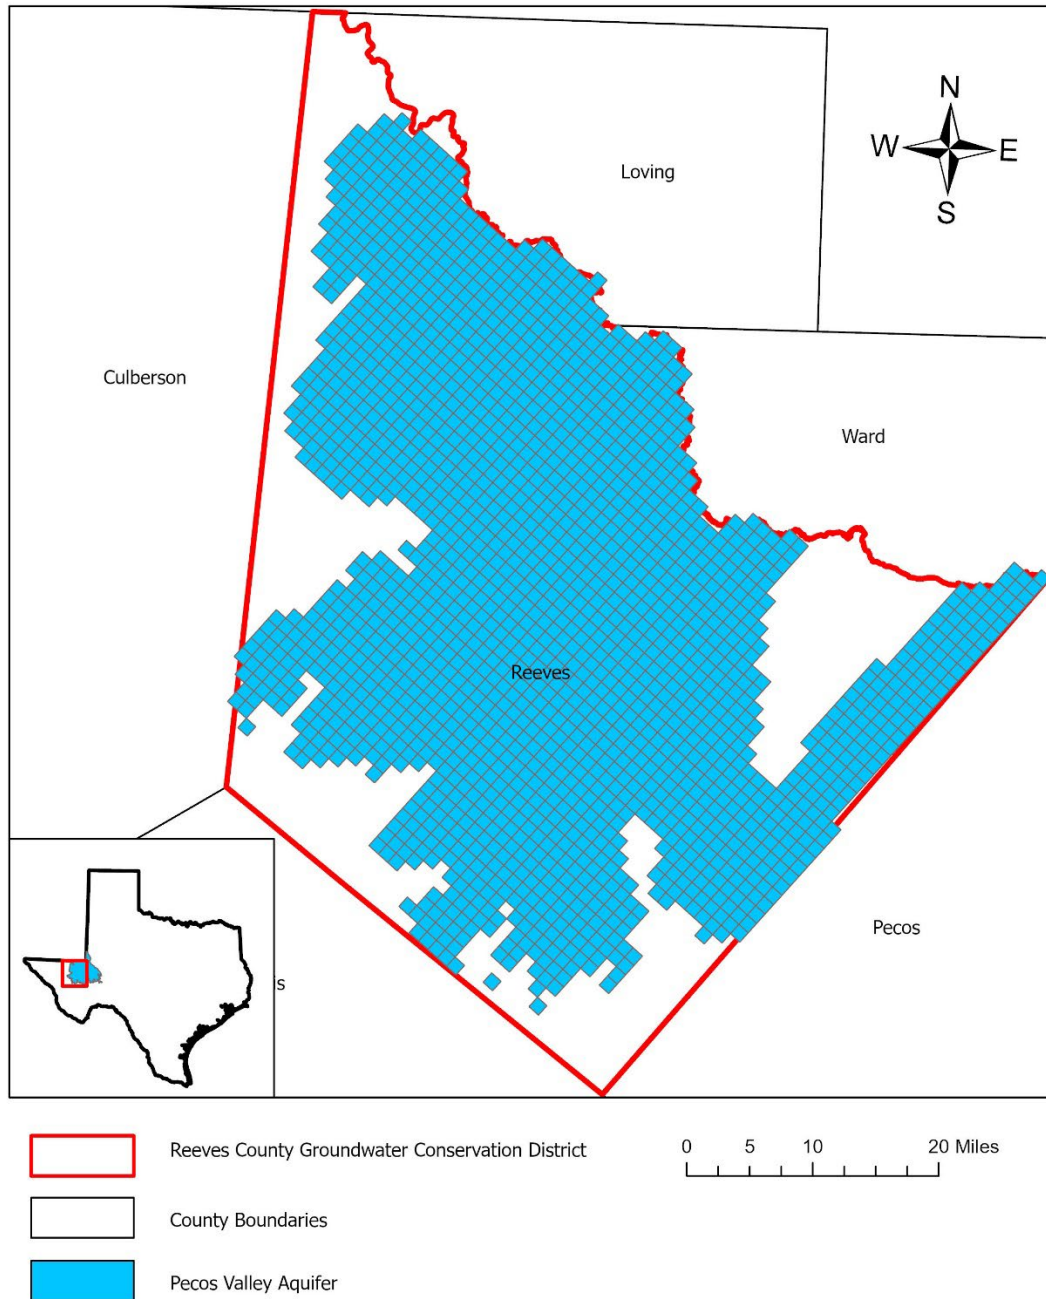 N
W E
S
Loving
Culberson
Ward
Reeves
Pecos
is
Reeves County Groundwater Conservation District
0 5 10 20 Miles
County Boundaries
Pecos Valley Aquifer